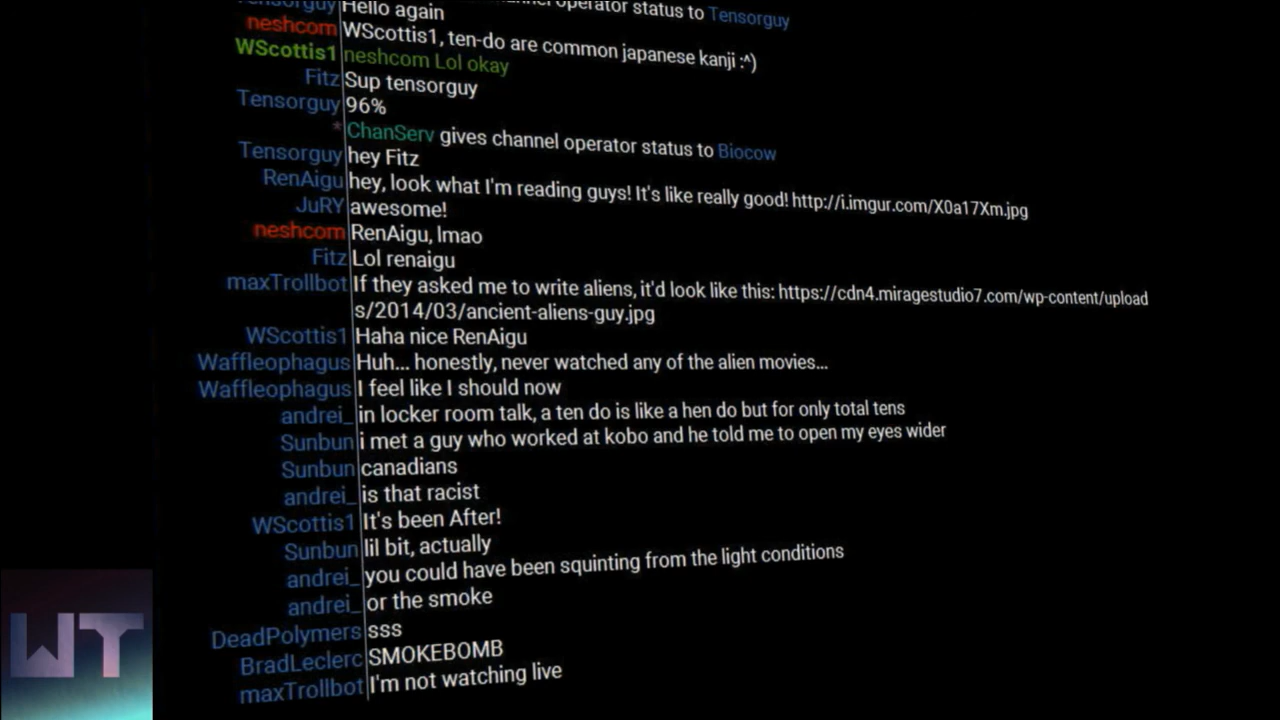 Tensorguy Hello again
channel operator status to Tensorguy
neshcom WScottis1, ten-do are common japanese kanji :^)
WScottis1 neshcom Lol okay
Fitz Sup tensorguy
Tensorguy 96%
* ChanServ gives channel operator status to Biocow
Tensorguy hey Fitz
RenAigu hey, look what I'm reading guys! It's like really good! http://i.imgur.com/X0a17Xm.jpg
JuRY awesome!
neshcom RenAigu, lmao
Fitz Lol renaigu
maxTrollbot If they asked me to write aliens, it'd look like this: https://cdn4.miragestudio7.com/wp-content/upload
s/2014/03/ancient-aliens-guy.jpg
WScottis1 Haha nice RenAigu
Waffleophagus Huh... honestly, never watched any of the alien movies...
Waffleophagus I feel like I should now
andrei_ in locker room talk, a ten do is like a hen do but for only total tens
Sunbun i met a guy who worked at kobo and he told me to open my eyes wider
Sunbun canadians
andrei_ is that racist
WScottis1 It's been After!
Sunbun lil bit, actually
andrei_ you could have been squinting from the light conditions
andrei_ or the smoke
DeadPolymers sss
BradLeclerc SMOKEBOMB
maxTrollbot I'm not watching live
WT